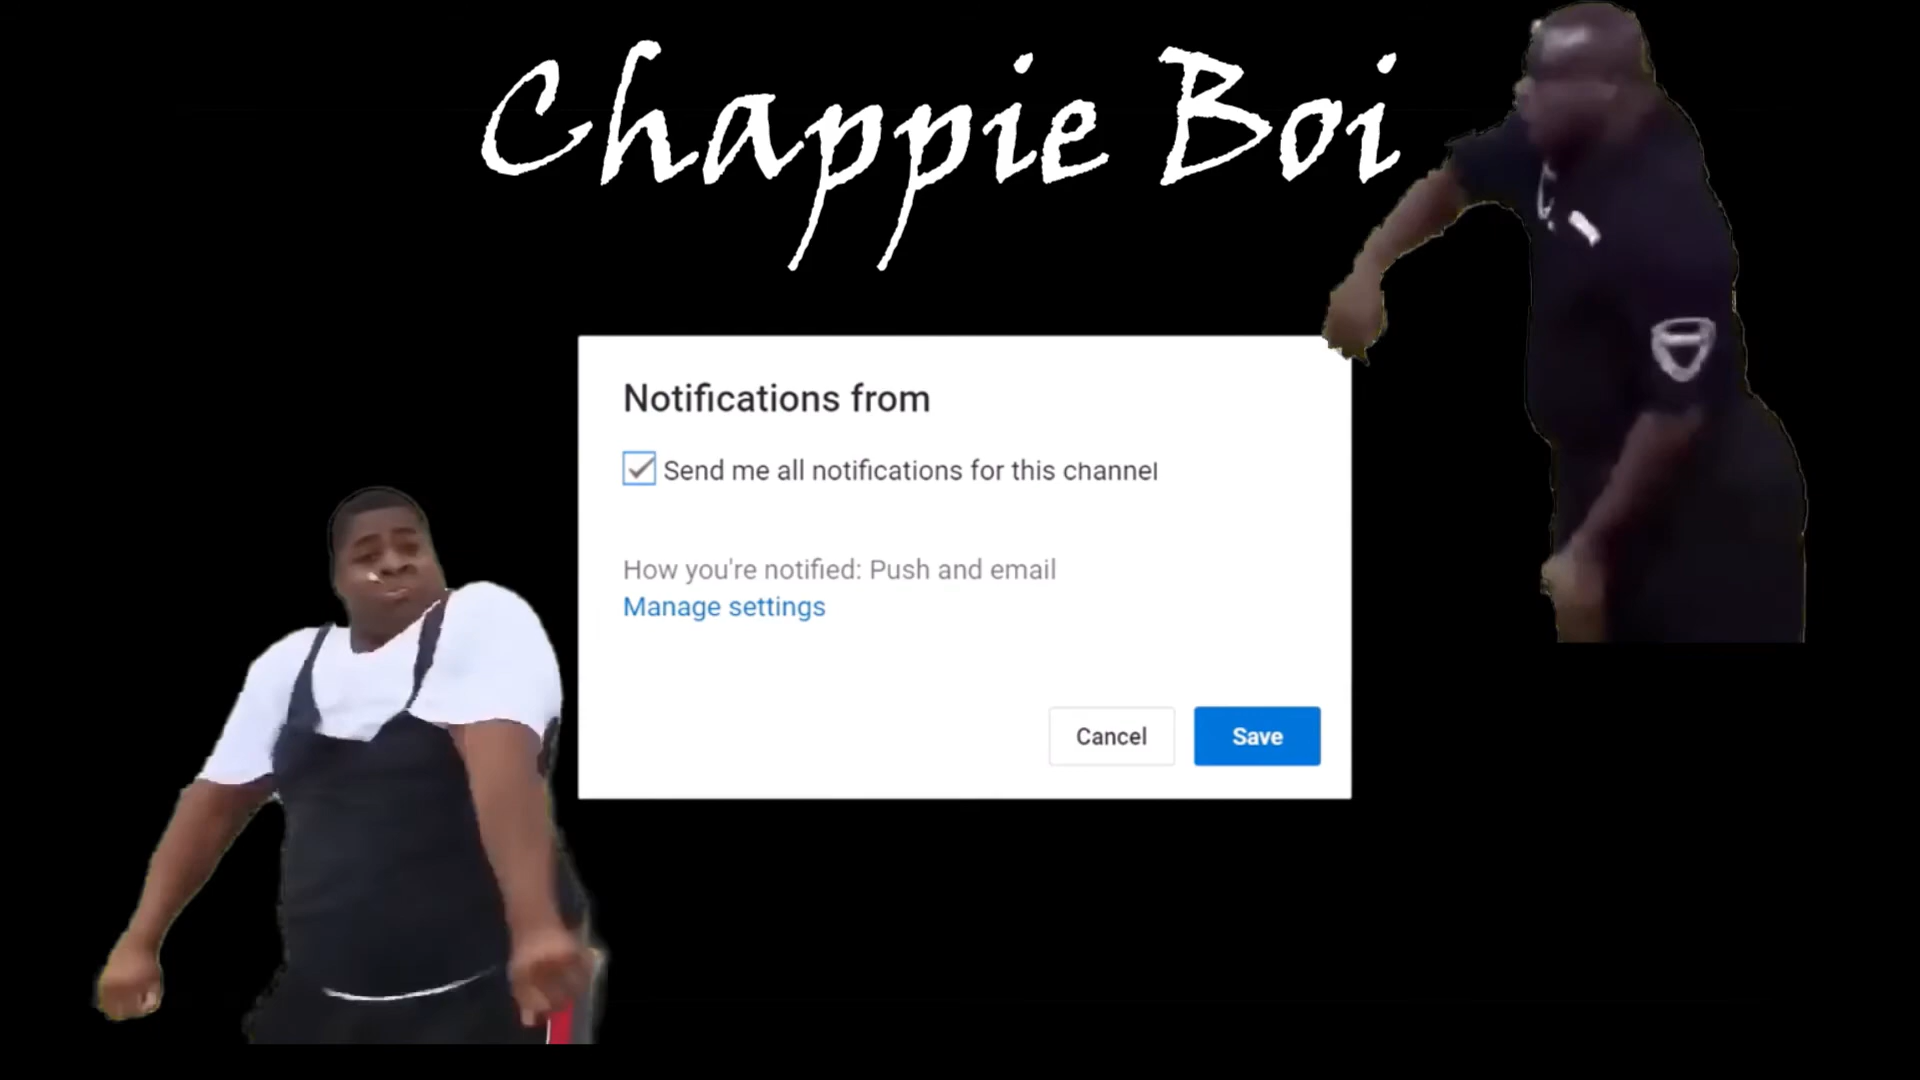 Chappie Boi
Notifications from
Send me all notifications for this channel
How you're notified: Push and email
Manage settings
Cancel
Save